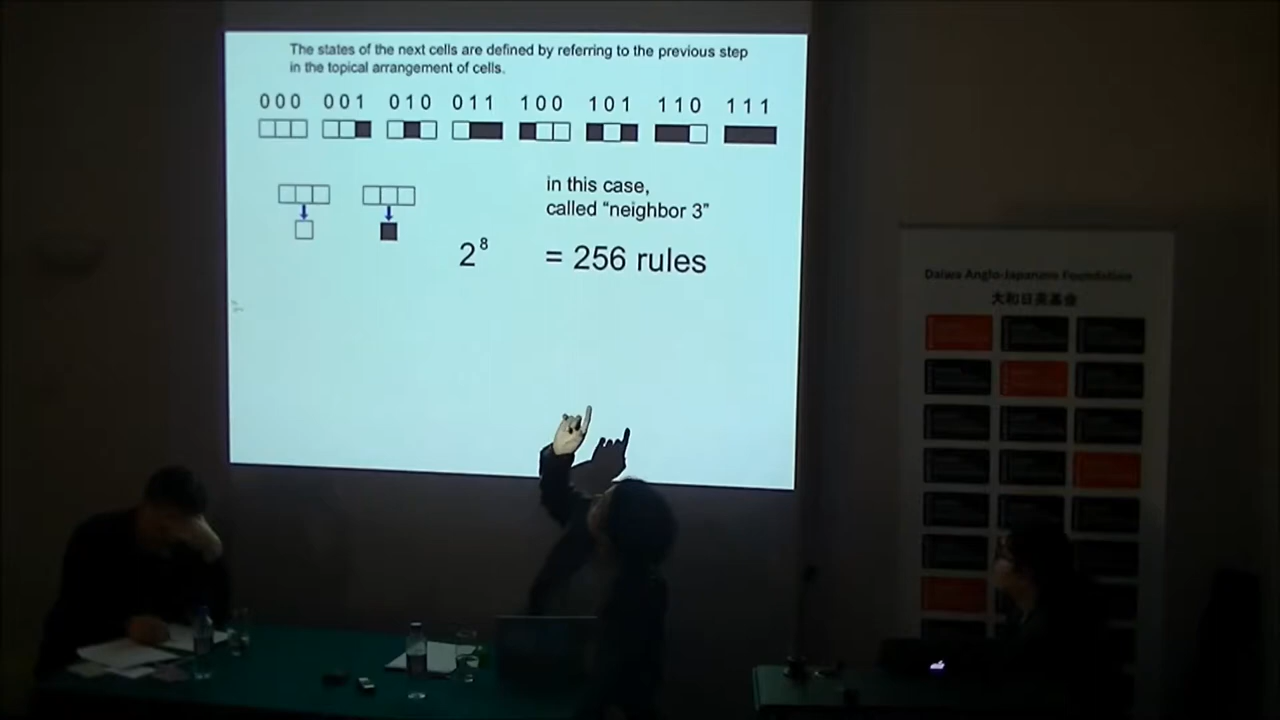 The states of the next cells are defined by referring to the previous step
in the topical arrangement of cells.
000 001 010 011 100 101 110 111
in this case,
called “neighbor 3”
2⁸ = 256 rules
Daiwa Anglo-Japanese Foundation
大和日英基金